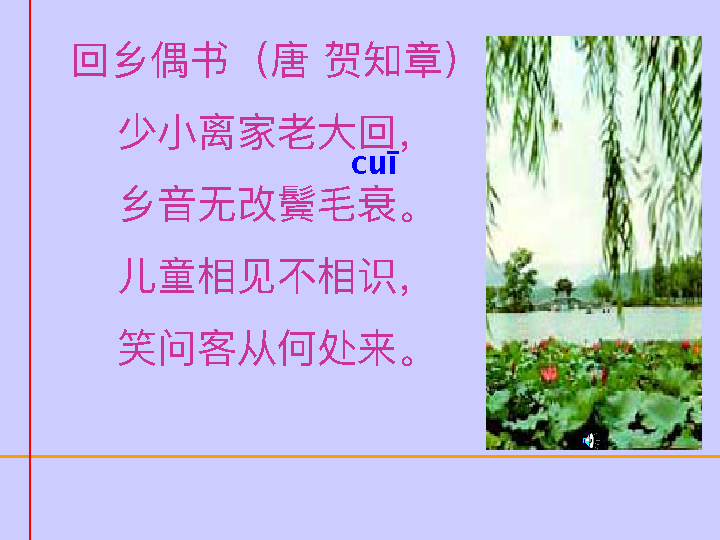 回乡偶书（唐 贺知章）
少小离家老大回,
cuī
乡音无改鬓毛衰。
儿童相见不相识,
笑问客从何处来。